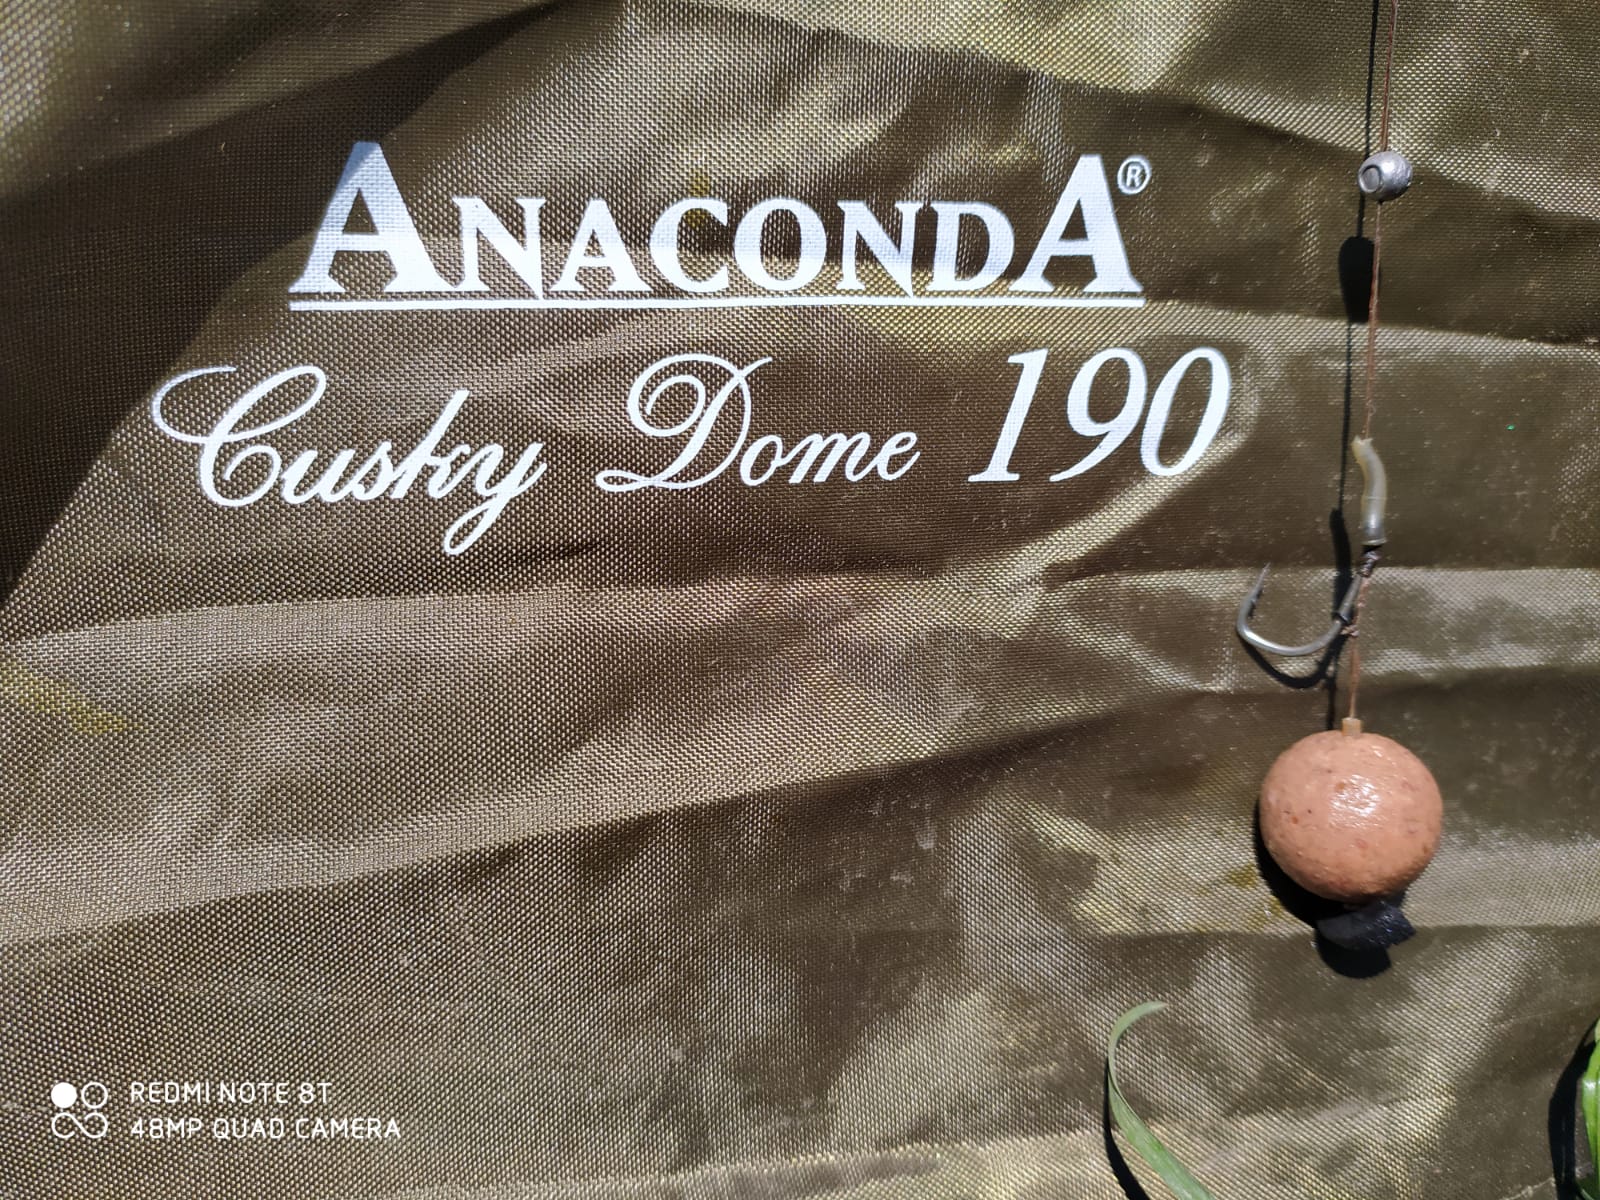 ANACONDA®
Cusky Dome 190
REDMI NOTE 8T
48MP QUAD CAMERA